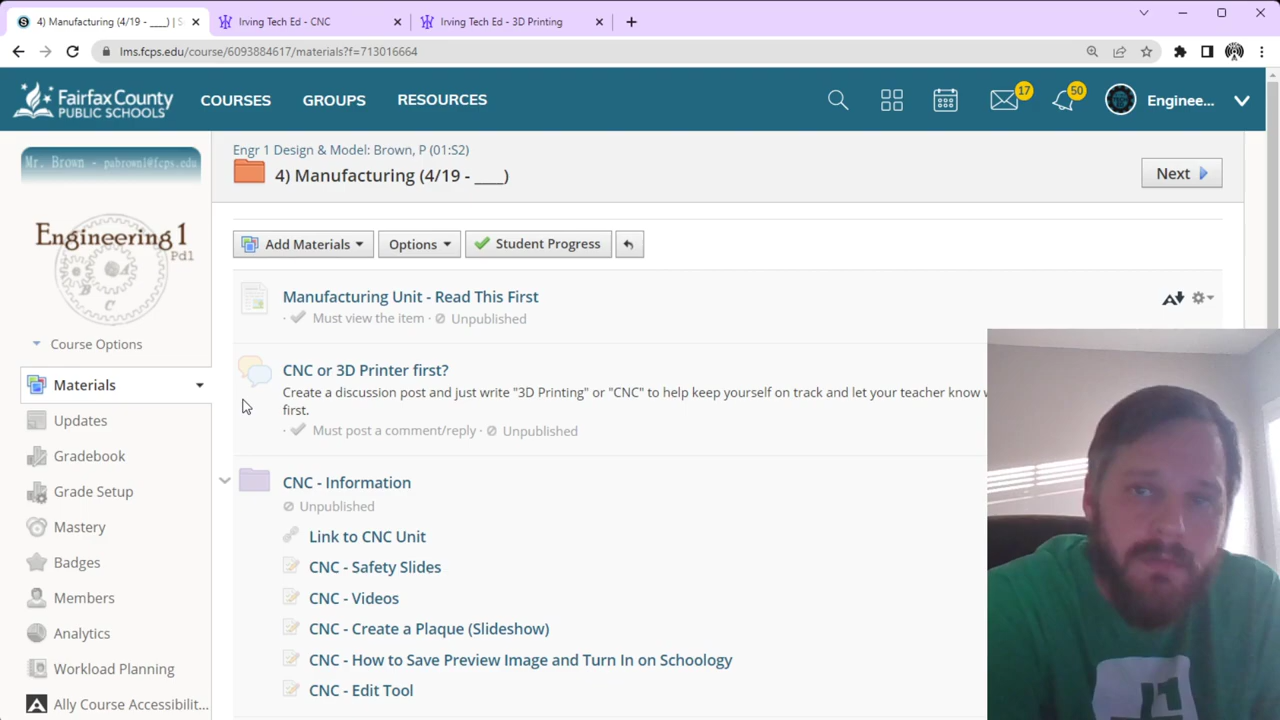 4) Manufacturing (4/19 - ____) | S
Irving Tech Ed - CNC
Irving Tech Ed - 3D Printing
lms.fcps.edu/course/6093884617/materials?f=713016664
Fairfax County
PUBLIC SCHOOLS
COURSES
GROUPS
RESOURCES
17
50
Enginee...
Mr. Brown - pabrown1@fcps.edu
Engineering 1
Pd1
A
B
C
Course Options
Materials
Updates
Gradebook
Grade Setup
Mastery
Badges
Members
Analytics
Workload Planning
Ally Course Accessibilit...
Engr 1 Design & Model: Brown, P (01:S2)
4) Manufacturing (4/19 - ____)
Next
Add Materials
Options
Student Progress
Manufacturing Unit - Read This First
· Must view the item · Unpublished
CNC or 3D Printer first?
Create a discussion post and just write "3D Printing" or "CNC" to help keep yourself on track and let your teacher know w
first.
· Must post a comment/reply · Unpublished
CNC - Information
Unpublished
Link to CNC Unit
CNC - Safety Slides
CNC - Videos
CNC - Create a Plaque (Slideshow)
CNC - How to Save Preview Image and Turn In on Schoology
CNC - Edit Tool